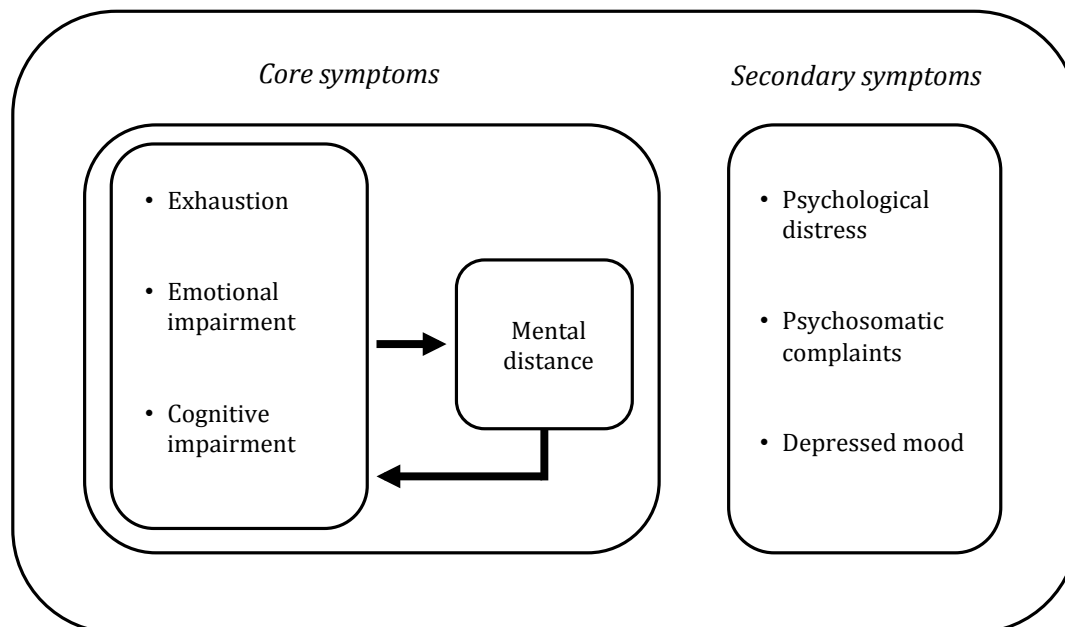 Core symptoms
• Exhaustion
• Emotional
impairment
• Cognitive
impairment
Mental
distance
Secondary symptoms
• Psychological
distress
• Psychosomatic
complaints
• Depressed mood